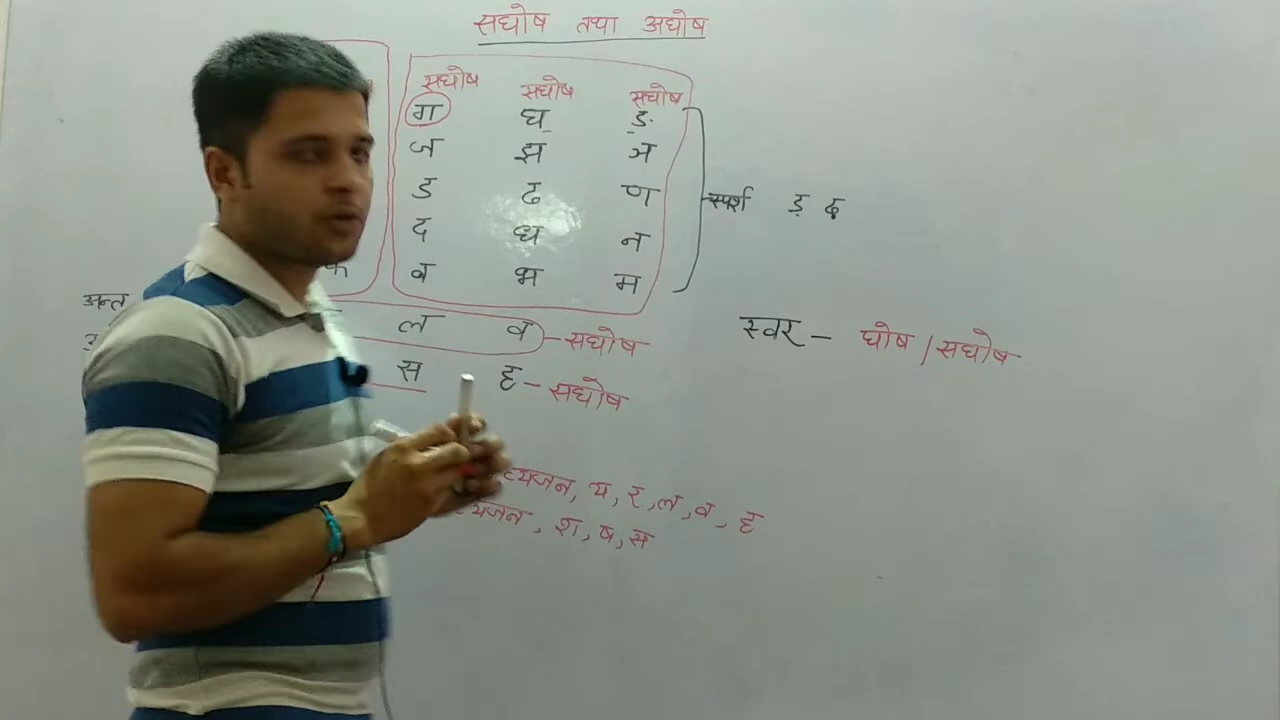 सघोष तथा अघोष
सघोष सघोष सघोष
ग घ ङ
ज झ ञ
ड ढ ण स्पर्श ड़ ढ़
द ध न
फ ब भ म
अन्त ल व – सघोष स्वर – घोष / सघोष
स ह – सघोष
व्यंजन, य, र, ल, व, ह
व्यंजन, श, ष, स